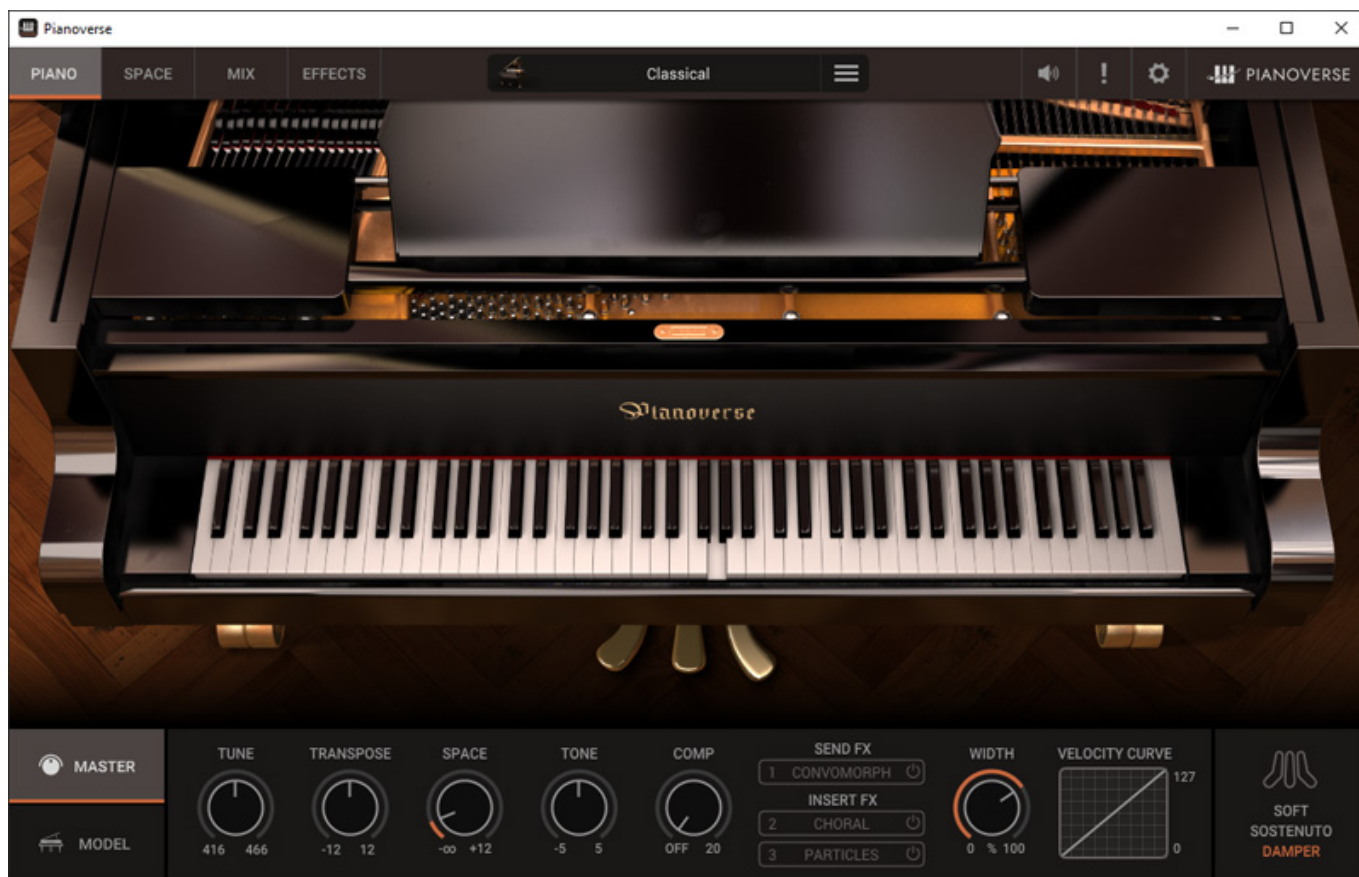 Pianoverse
PIANO SPACE MIX EFFECTS Classical PIANOVERSE
Pianoverse
MASTER
MODEL
TUNE TRANSPOSE SPACE TONE COMP SEND FX WIDTH VELOCITY CURVE
1 CONVOMORPH
127
INSERT FX
2 CHORAL
416 466 -12 12 -∞ +12 -5 5 OFF 20 3 PARTICLES 0 % 100 0
SOFT
SOSTENUTO
DAMPER